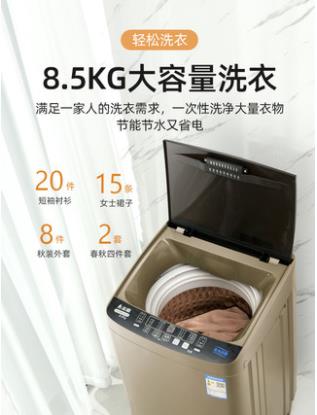 轻松洗衣
8.5KG大容量洗衣
满足一家人的洗衣需求，一次性洗净大量衣物
节能节水又省电
20件 15条
短袖衬衫 女士裙子
8件 2套
秋装外套 春秋四件套